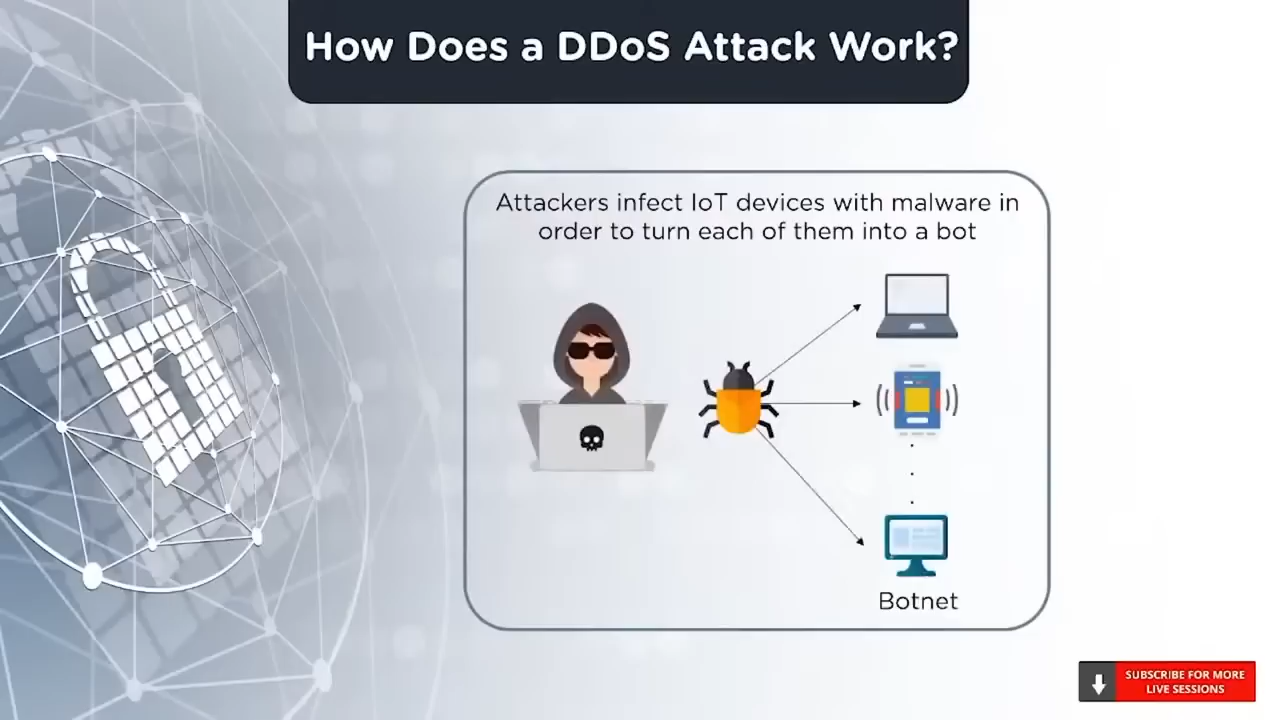 How Does a DDoS Attack Work?
Attackers infect IoT devices with malware in
order to turn each of them into a bot
Botnet
SUBSCRIBE FOR MORE
LIVE SESSIONS